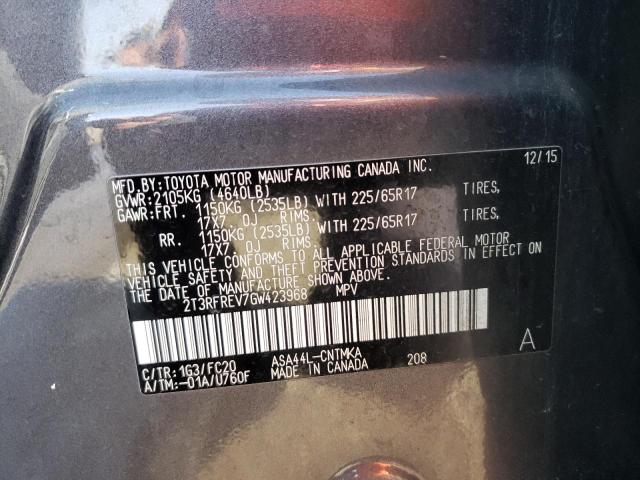 MFD.BY:TOYOTA MOTOR MANUFACTURING CANADA INC. 12/15
GVWR:2105KG (4640LB)
GAWR:FRT. 1150KG (2535LB) WITH 225/65R17 TIRES,
17X7 0J RIMS.
RR. 1150KG (2535LB) WITH 225/65R17 TIRES,
17X7 0J RIMS.
THIS VEHICLE CONFORMS TO ALL APPLICABLE FEDERAL MOTOR
VEHICLE SAFETY AND THEFT PREVENTION STANDARDS IN EFFECT ON
THE DATE OF MANUFACTURE SHOWN ABOVE.
2T3RFREV7GW423968 MPV
A
C/TR:1G3/FC20 ASA44L-CNTMKA 208
A/TM:-01A/U760F MADE IN CANADA